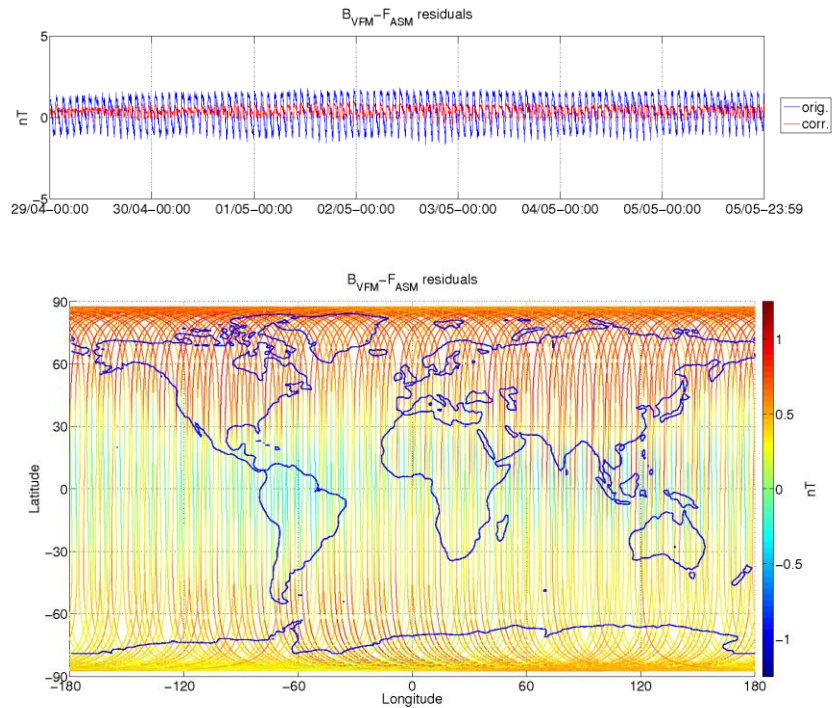 B_VFM−F_ASM residuals
5
0
−5
nT
29/04−00:00 30/04−00:00 01/05−00:00 02/05−00:00 03/05−00:00 04/05−00:00 05/05−00:00 05/05−23:59
orig.
corr.
B_VFM−F_ASM residuals
90
60
30
0
−30
−60
−90
Latitude
−180 −120 −60 0 60 120 180
Longitude
1
0.5
0
−0.5
−1
nT